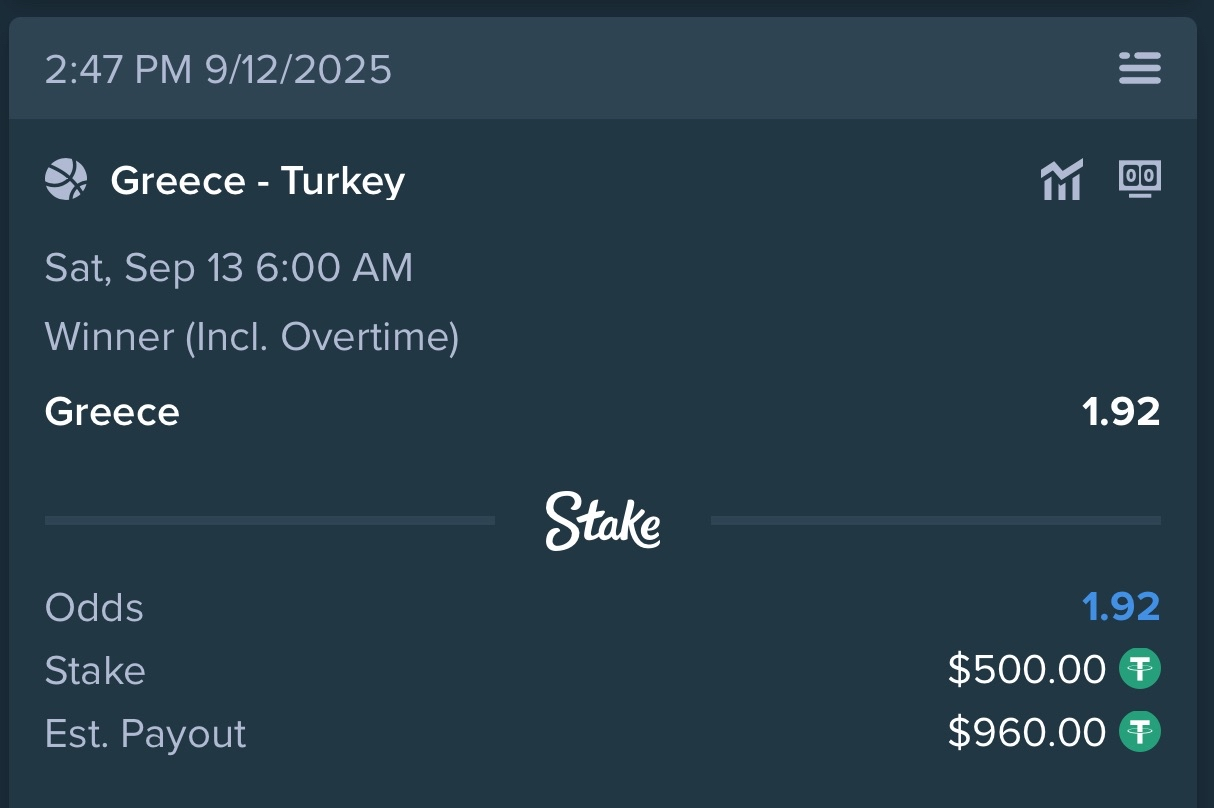 2:47 PM 9/12/2025
Greece - Turkey
00
Sat, Sep 13 6:00 AM
Winner (Incl. Overtime)
Greece 1.92
Stake
Odds 1.92
Stake $500.00
Est. Payout $960.00